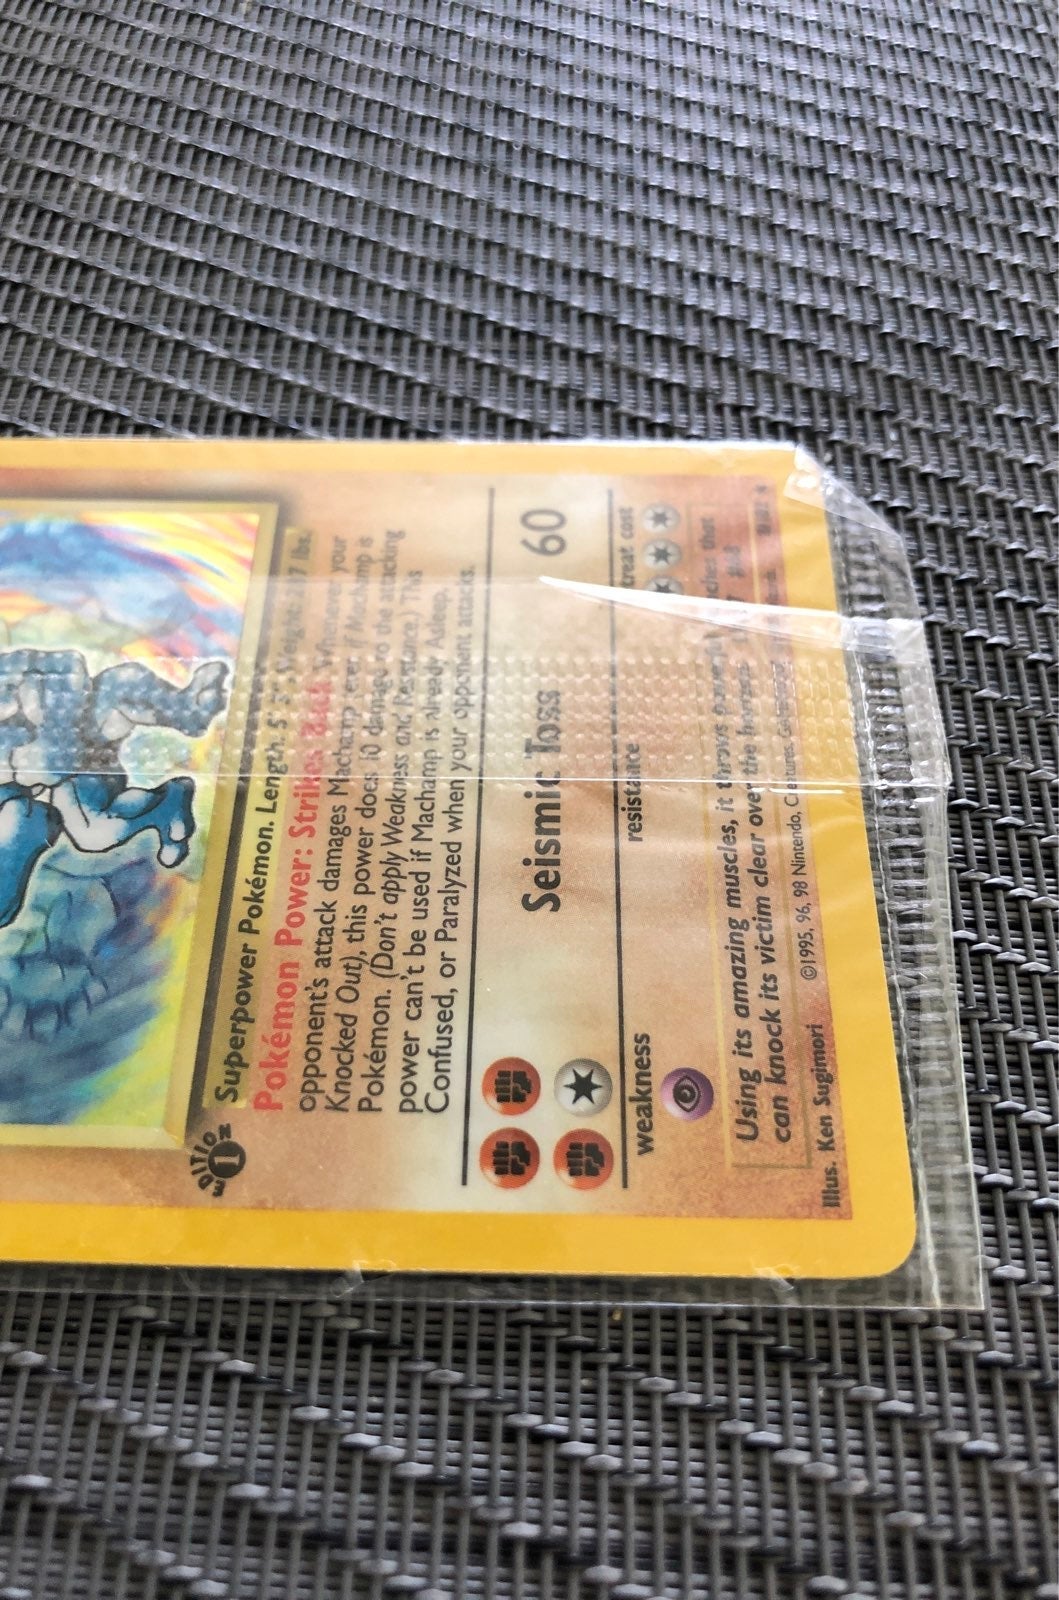 Superpower Pokémon. Length: 5' 3", Weight: lbs.
EDITION
1
Pokémon Power: Strikes Back Whenever your
opponent's attack damages Machamp (even if Machamp is
Knocked Out), this power does 10 damage to the attacking
Pokémon. (Don't apply Weakness and Resistance.) This
power can't be used if Machamp is already Asleep,
Confused, or Paralyzed when your opponent attacks.
Seismic Toss 60
weakness resistance retreat cost
Using its amazing muscles, it throws powerful punches that
can knock its victim clear over the horizon. #68
Illus. Ken Sugimori ©1995, 96, 98 Nintendo, Creatures,